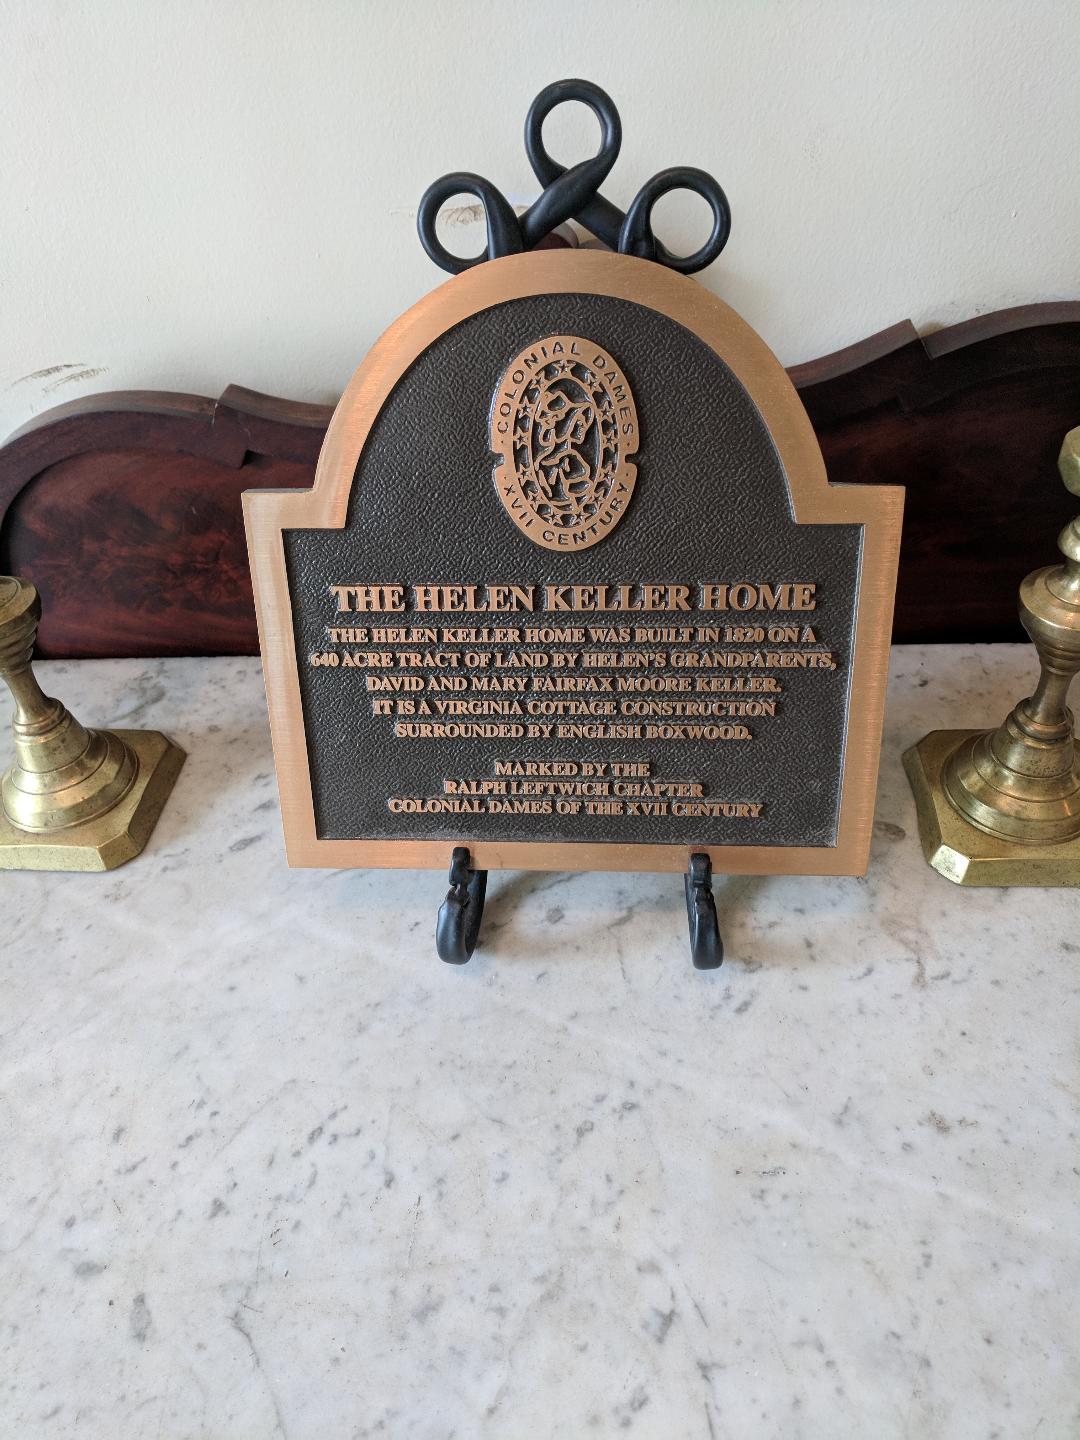 COLONIAL DAMES
XVII CENTURY
THE HELEN KELLER HOME
THE HELEN KELLER HOME WAS BUILT IN 1820 ON A
640 ACRE TRACT OF LAND BY HELEN'S GRANDPARENTS,
DAVID AND MARY FAIRFAX MOORE KELLER.
IT IS A VIRGINIA COTTAGE CONSTRUCTION
SURROUNDED BY ENGLISH BOXWOOD.
MARKED BY THE
RALPH LEFTWICH CHAPTER
COLONIAL DAMES OF THE XVII CENTURY